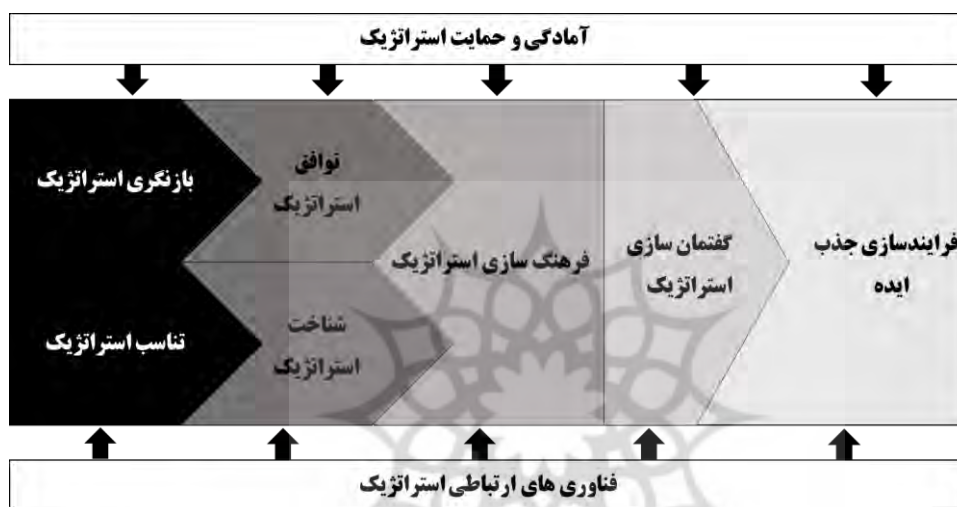 آمادگی و حمایت استراتژیک
بازنگری استراتژیک
تناسب استراتژیک
توافق
استراتژیک
شناخت
استراتژیک
فرهنگ سازی استراتژیک
گفتمان سازی
استراتژیک
فرایندسازی جذب
ایده
فناوری های ارتباطی استراتژیک